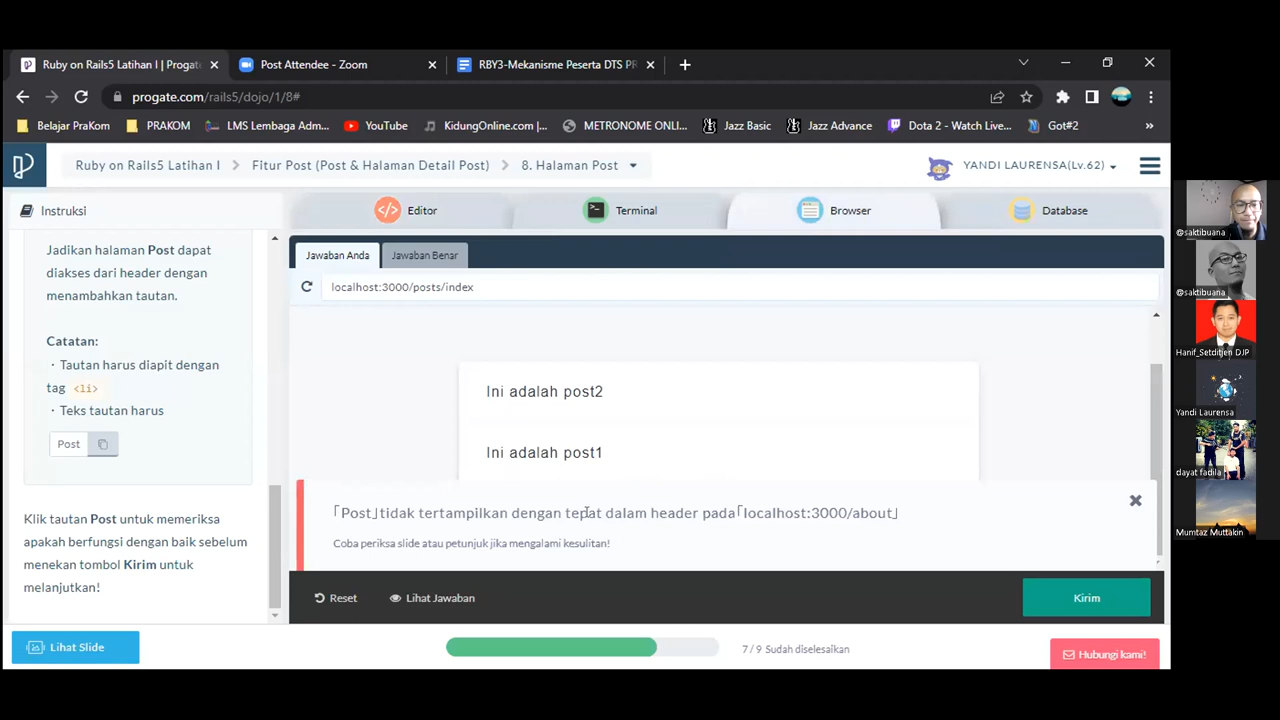 Ruby on Rails5 Latihan I | Progate
Post Attendee - Zoom
RBY3-Mekanisme Peserta DTS PR
progate.com/rails5/dojo/1/8#
Belajar PraKom
PRAKOM
LMS Lembaga Adm...
YouTube
KidungOnline.com |...
METRONOME ONLI...
Jazz Basic
Jazz Advance
Dota 2 - Watch Live...
Got#2
»
Ruby on Rails5 Latihan I
Fitur Post (Post & Halaman Detail Post)
8. Halaman Post
YANDI LAURENSA(Lv.62)
Instruksi
Editor
Terminal
Browser
Database
Jadikan halaman Post dapat
diakses dari header dengan
menambahkan tautan.
Catatan:
・Tautan harus diapit dengan
tag <li>
・Teks tautan harus
Post
Klik tautan Post untuk memeriksa
apakah berfungsi dengan baik sebelum
menekan tombol Kirim untuk
melanjutkan!
Jawaban Anda
Jawaban Benar
localhost:3000/posts/index
Ini adalah post2
Ini adalah post1
「Post」tidak tertampilkan dengan tepat dalam header pada「localhost:3000/about」
Coba periksa slide atau petunjuk jika mengalami kesulitan!
Reset
Lihat Jawaban
Kirim
Lihat Slide
7 / 9 Sudah diselesaikan
Hubungi kami!
@saktibuana
@saktibuana
Hanif_Setditjen DJP
Yandi Laurensa
dayat fadila
Mumtaz Muttakin